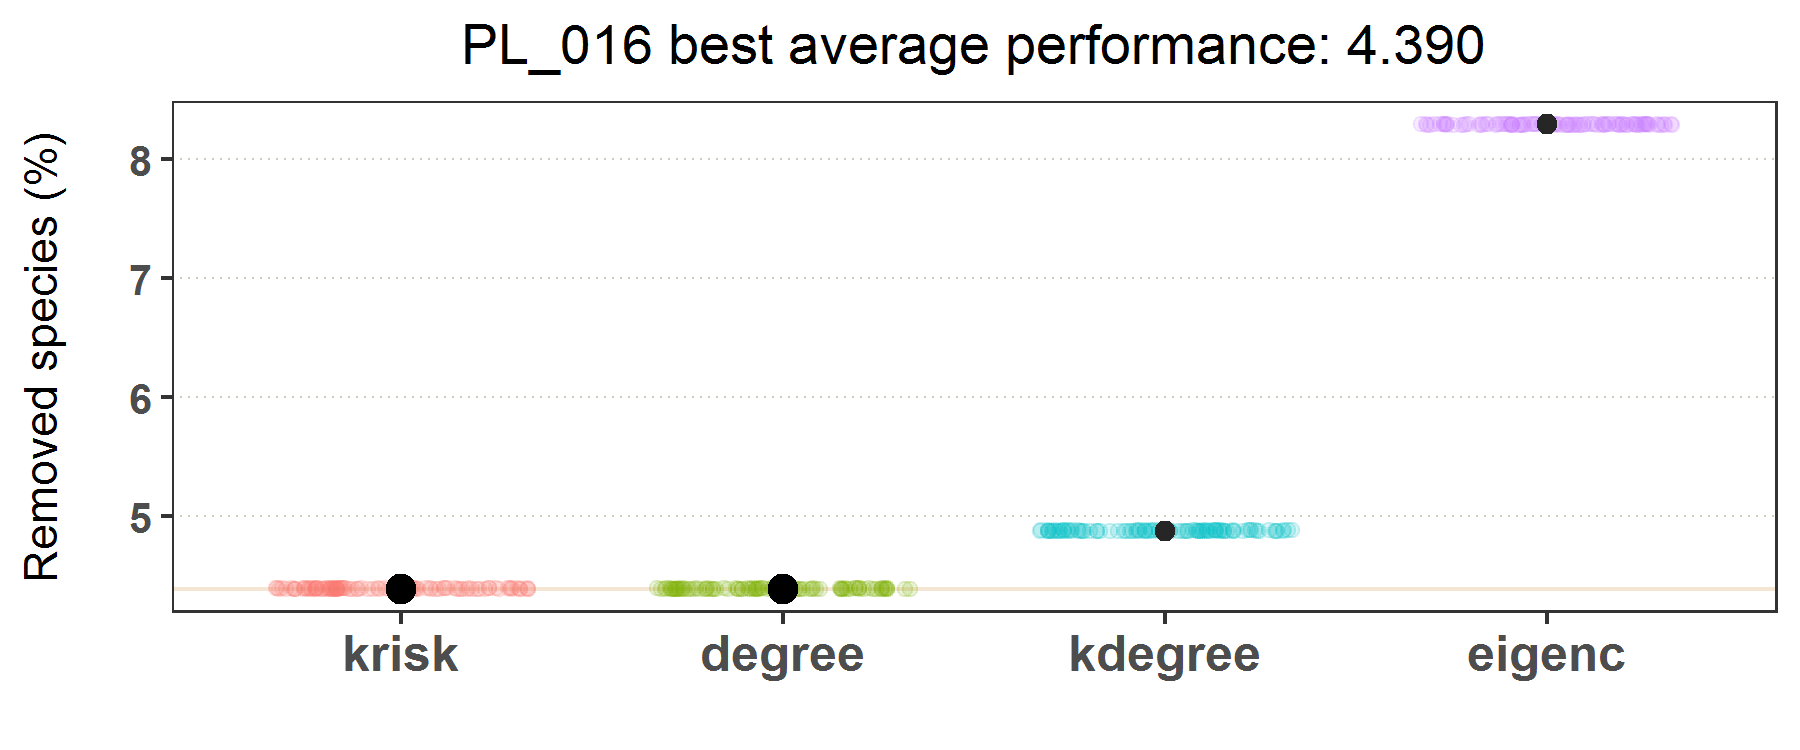 PL_016 best average performance: 4.390
Removed species (%)
8
7
6
5
krisk degree kdegree eigenc